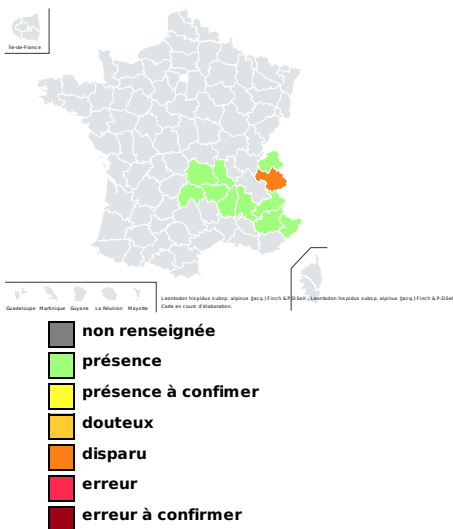 Île-de-France
Guadeloupe Martinique Guyane La Réunion Mayotte
Leontodon hispidus subsp. alpinus (Jacq.) Finch & P.D.Sell ; Leontodon hispidus subsp. alpinus (Jacq.) Finch & P.D.Sell
Carte en cours d'élaboration.
non renseignée
présence
présence à confimer
douteux
disparu
erreur
erreur à confirmer